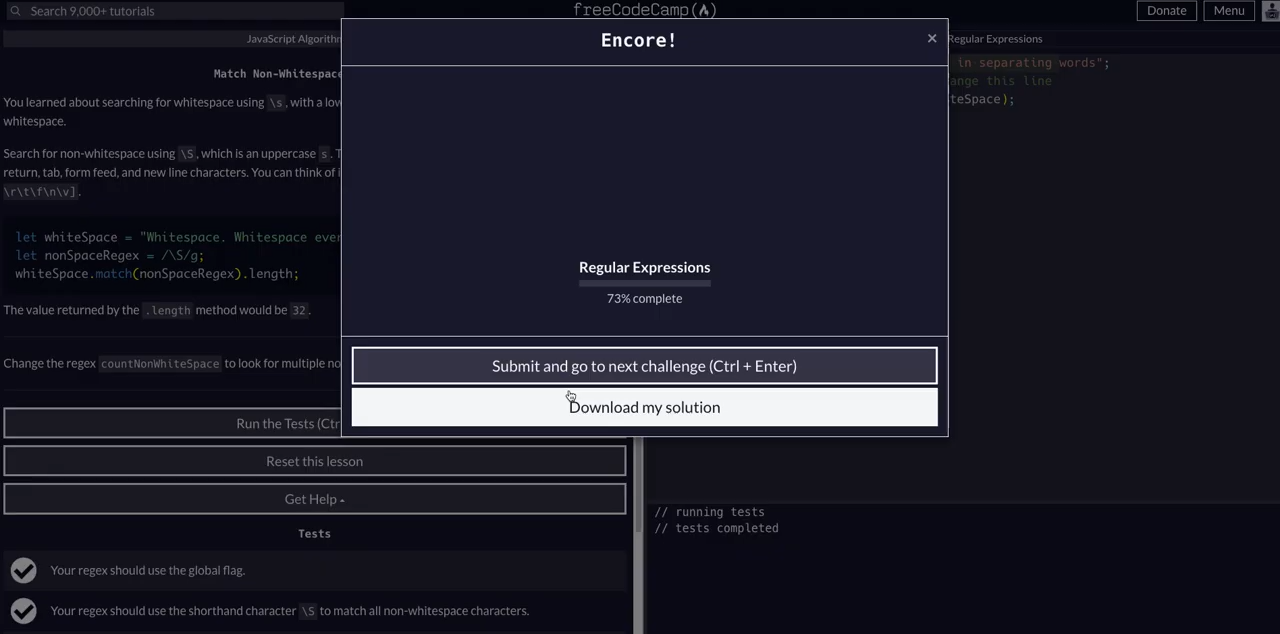 Search 9,000+ tutorials
freeCodeCamp
Donate
Menu
JavaScript Algorithm
Regular Expressions
Encore!
Match Non-Whitespace
You learned about searching for whitespace using \s, with a low
whitespace.
Search for non-whitespace using \S, which is an uppercase s. T
return, tab, form feed, and new line characters. You can think of i
\r\t\f\n\v].
let whiteSpace = "Whitespace. Whitespace ever
let nonSpaceRegex = /\S/g;
whiteSpace.match(nonSpaceRegex).length;
The value returned by the .length method would be 32.
Change the regex countNonWhiteSpace to look for multiple no
Run the Tests (Ctr
Reset this lesson
Get Help
Tests
Your regex should use the global flag.
Your regex should use the shorthand character \S to match all non-whitespace characters.
Regular Expressions
73% complete
Submit and go to next challenge (Ctrl + Enter)
Download my solution
in separating words";
ange this line
teSpace);
// running tests
// tests completed